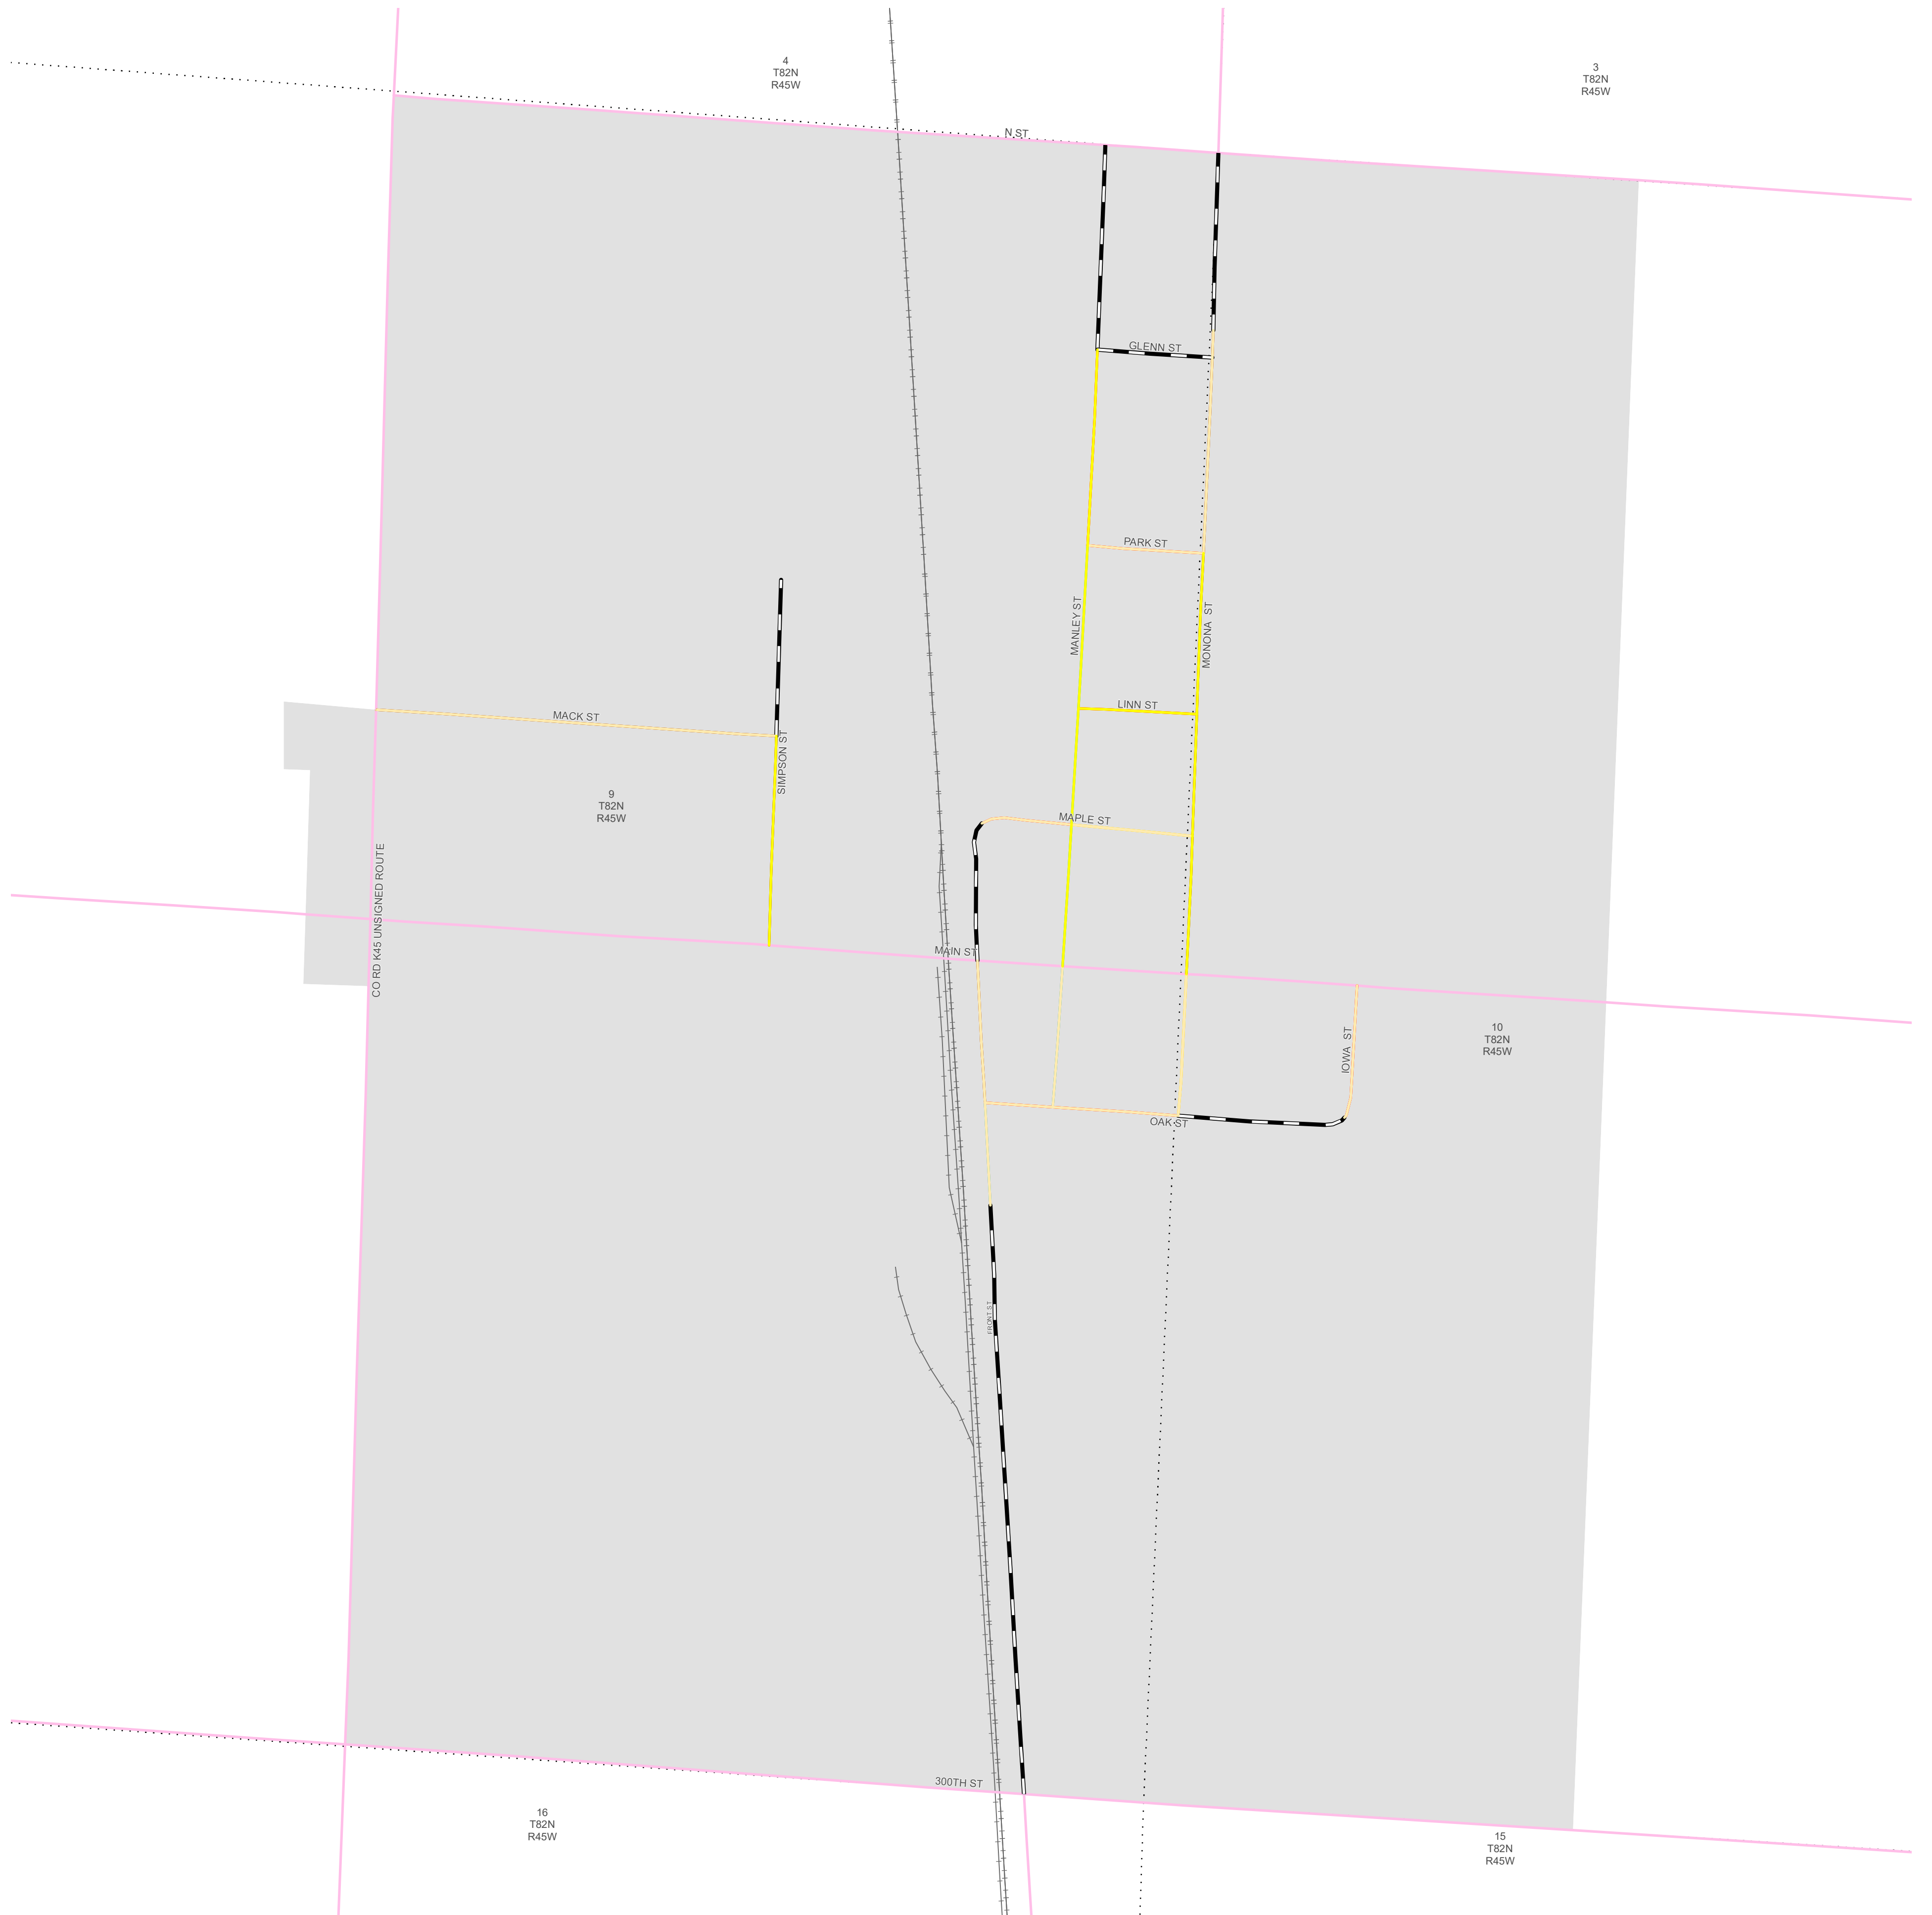 4
T82N
R45W
3
T82N
R45W
N ST
GLENN ST
PARK ST
MANLEY ST
MONONA ST
LINN ST
MACK ST
SIMPSON ST
9
T82N
R45W
MAPLE ST
CO RD K45 UNSIGNED ROUTE
MAIN ST
10
T82N
R45W
IOWA ST
OAK ST
FRONT ST
300TH ST
16
T82N
R45W
15
T82N
R45W